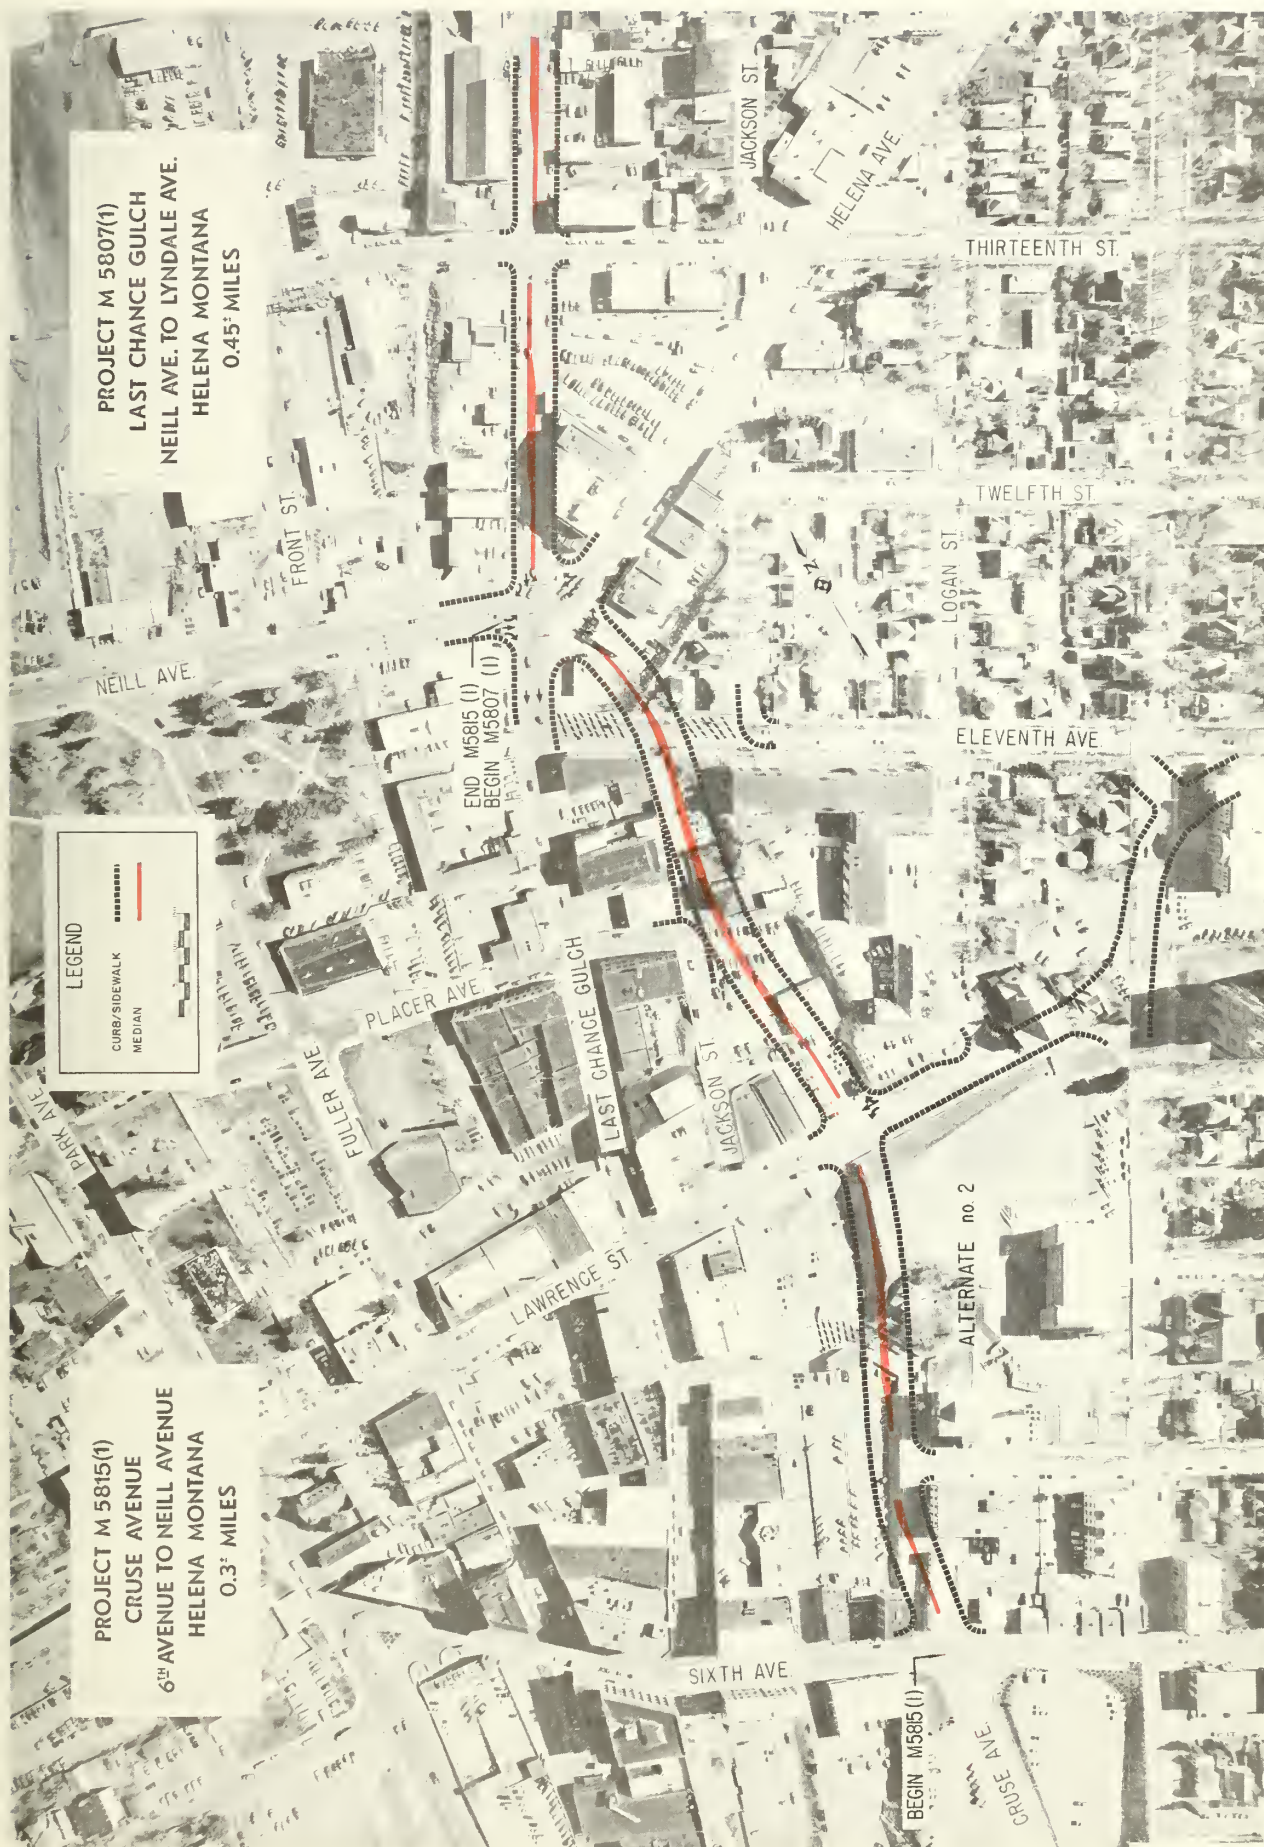 PROJECT M 5815(1)
CRUSE AVENUE
6TH AVENUE TO NEILL AVENUE
HELENA MONTANA
0.3± MILES
PROJECT M 5807(1)
LAST CHANCE GULCH
NEILL AVE. TO LYNDALE AVE.
HELENA MONTANA
0.45± MILES
LEGEND
CURB/SIDEWALK
MEDIAN
PARK AVE.
FULLER AVE.
PLACER AVE.
NEILL AVE.
FRONT ST.
LAWRENCE ST.
LAST CHANCE GULCH
JACKSON ST.
END M5815 (1)
BEGIN M5807 (1)
JACKSON ST.
HELENA AVE.
THIRTEENTH ST.
TWELFTH ST.
LOGAN ST.
ELEVENTH AVE.
N
ALTERNATE no. 2
SIXTH AVE.
BEGIN M5815 (1)
CRUSE AVE.